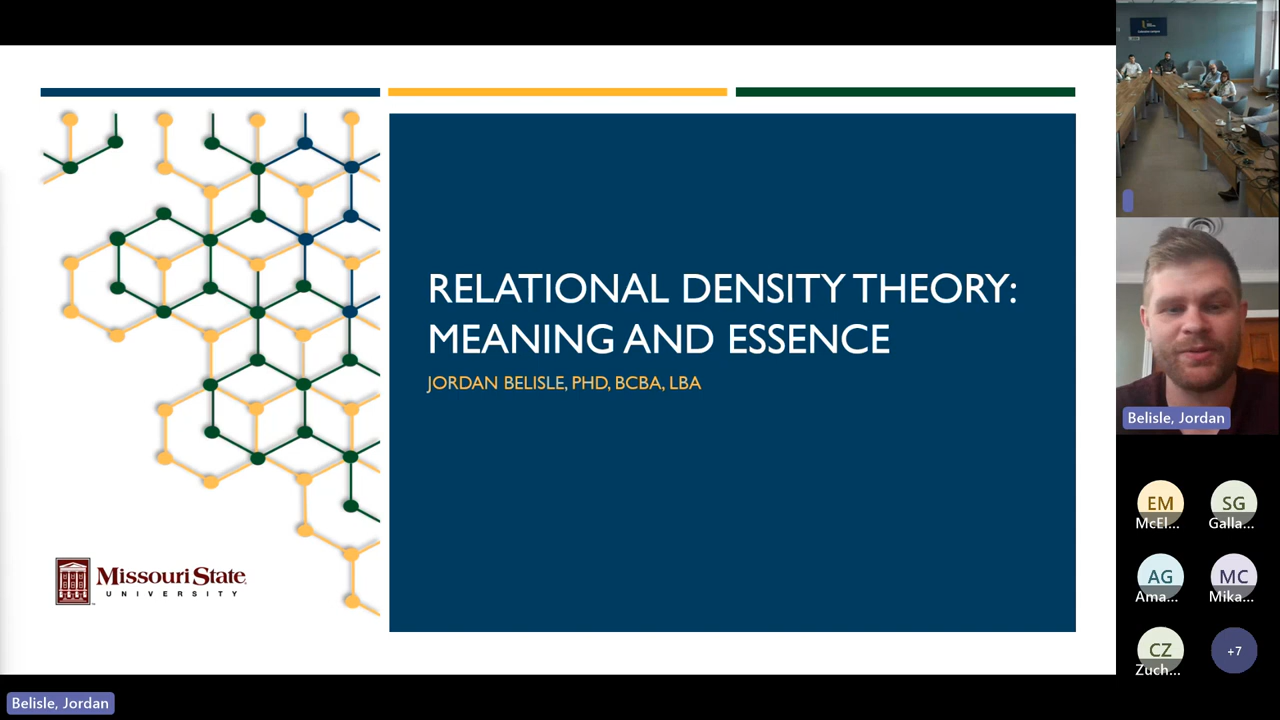 RELATIONAL DENSITY THEORY:
MEANING AND ESSENCE
JORDAN BELISLE, PHD, BCBA, LBA
Missouri State
UNIVERSITY
Belisle, Jordan
EM
McEl...
SG
Galla...
AG
Ama...
MC
Mika...
CZ
Zuch...
+7
Belisle, Jordan